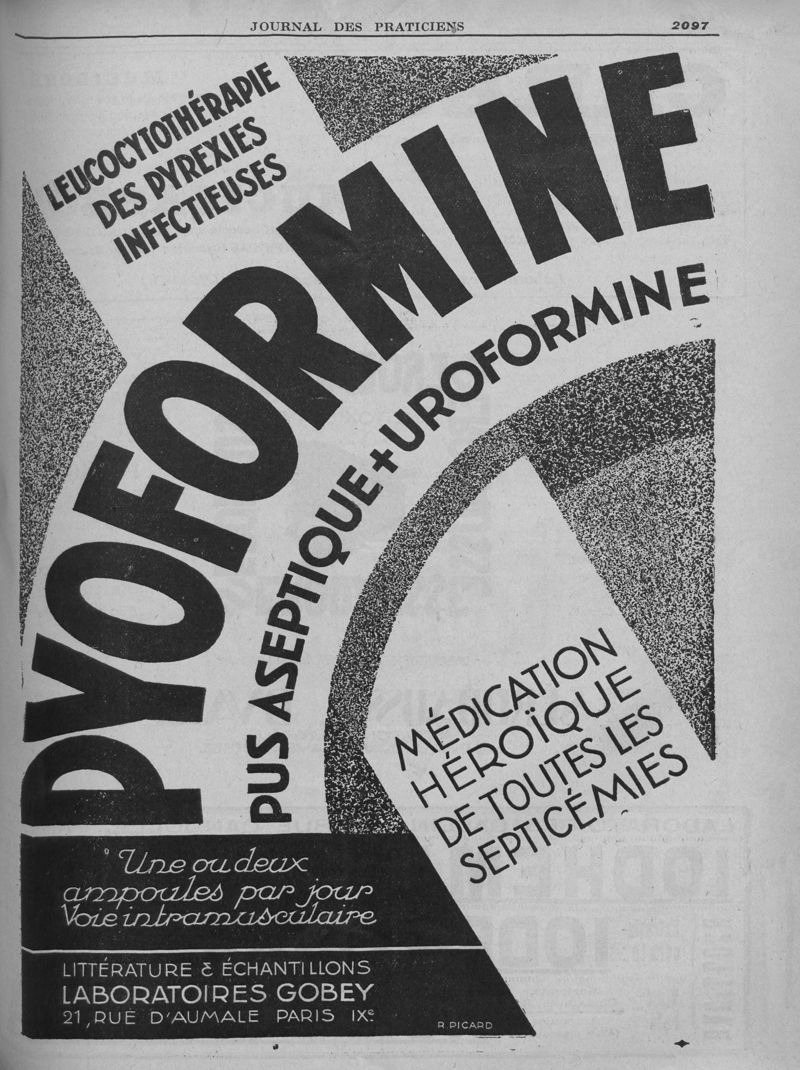 JOURNAL DES PRATICIENS
2097
LEUCOCYTOTHÉRAPIE
DES PYREXIES
INFECTIEUSES
PYOFORMINE
PUS ASEPTIQUE + UROFORMINE
MÉDICATION
HÉROÏQUE
DE TOUTES LES
SEPTICÉMIES
Une ou deux
ampoules par jour
Voie intramusculaire
LITTÉRATURE & ÉCHANTILLONS
LABORATOIRES GOBEY
21, RUE D'AUMALE PARIS IXe
R. PICARD